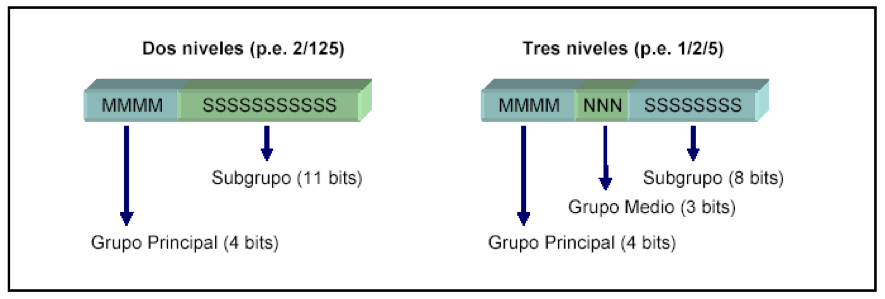 Dos niveles (p.e. 2/125)
MMMM SSSSSSSSSSS
Subgrupo (11 bits)
Grupo Principal (4 bits)
Tres niveles (p.e. 1/2/5)
MMMM NNN SSSSSSSS
Subgrupo (8 bits)
Grupo Medio (3 bits)
Grupo Principal (4 bits)